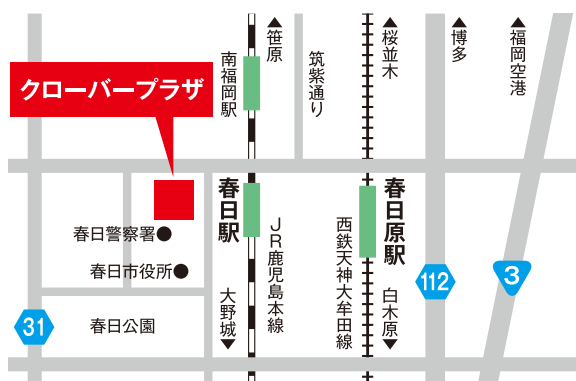 ▲笹原
▲桜並木
▲博多
▲福岡空港
南福岡駅
筑紫通り
クローバープラザ
春日駅
春日原駅
春日警察署●
春日市役所●
JR鹿児島本線
西鉄天神大牟田線
112
3
大野城▼
白木原▼
31
春日公園